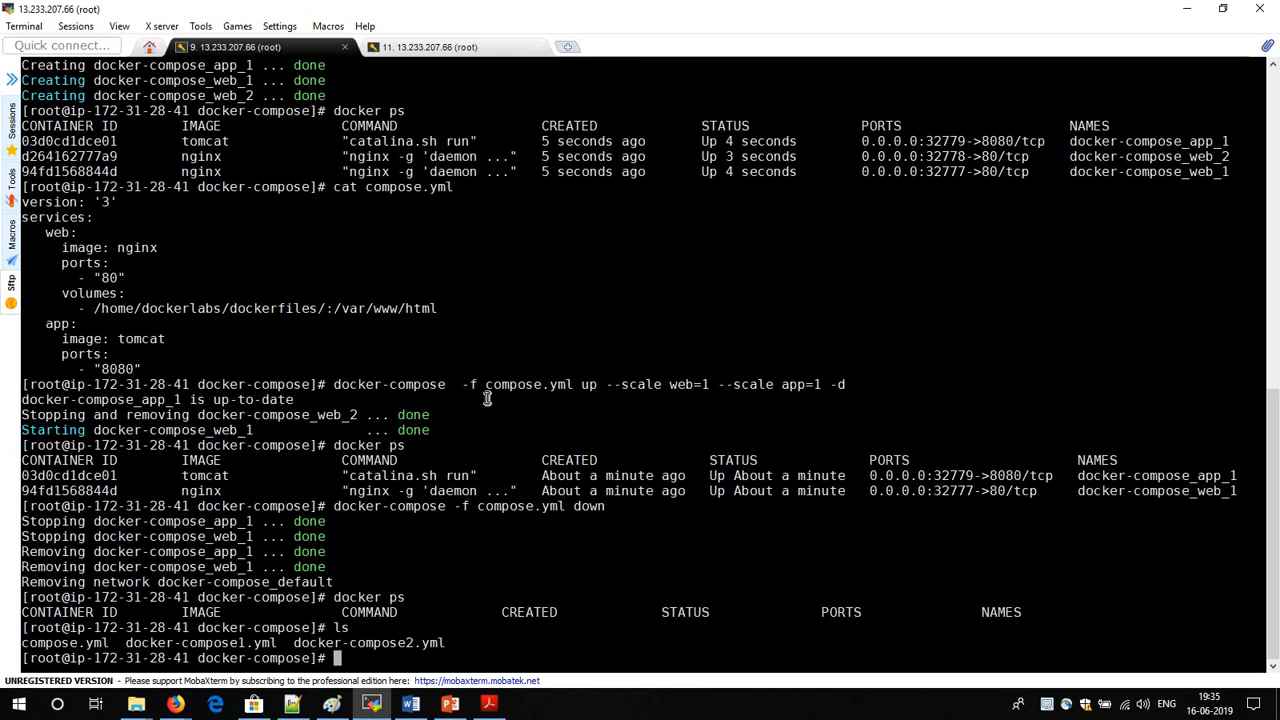 13.233.207.66 (root)
Terminal Sessions View X server Tools Games Settings Macros Help
Quick connect... 9. 13.233.207.66 (root) 11. 13.233.207.66 (root)
Sessions
Tools
Macros
Sftp
Creating docker-compose_app_1 ... done
Creating docker-compose_web_1 ... done
Creating docker-compose_web_2 ... done
[root@ip-172-31-28-41 docker-compose]# docker ps
CONTAINER ID IMAGE COMMAND CREATED STATUS PORTS NAMES
03d0cd1dce01 tomcat "catalina.sh run" 5 seconds ago Up 4 seconds 0.0.0.0:32779->8080/tcp docker-compose_app_1
d264162777a9 nginx "nginx -g 'daemon ..." 5 seconds ago Up 3 seconds 0.0.0.0:32778->80/tcp docker-compose_web_2
94fd1568844d nginx "nginx -g 'daemon ..." 5 seconds ago Up 4 seconds 0.0.0.0:32777->80/tcp docker-compose_web_1
[root@ip-172-31-28-41 docker-compose]# cat compose.yml
version: '3'
services:
web:
image: nginx
ports:
- "80"
volumes:
- /home/dockerlabs/dockerfiles/:/var/www/html
app:
image: tomcat
ports:
- "8080"
[root@ip-172-31-28-41 docker-compose]# docker-compose -f compose.yml up --scale web=1 --scale app=1 -d
docker-compose_app_1 is up-to-date
Stopping and removing docker-compose_web_2 ... done
Starting docker-compose_web_1 ... done
[root@ip-172-31-28-41 docker-compose]# docker ps
CONTAINER ID IMAGE COMMAND CREATED STATUS PORTS NAMES
03d0cd1dce01 tomcat "catalina.sh run" About a minute ago Up About a minute 0.0.0.0:32779->8080/tcp docker-compose_app_1
94fd1568844d nginx "nginx -g 'daemon ..." About a minute ago Up About a minute 0.0.0.0:32777->80/tcp docker-compose_web_1
[root@ip-172-31-28-41 docker-compose]# docker-compose -f compose.yml down
Stopping docker-compose_app_1 ... done
Stopping docker-compose_web_1 ... done
Removing docker-compose_app_1 ... done
Removing docker-compose_web_1 ... done
Removing network docker-compose_default
[root@ip-172-31-28-41 docker-compose]# docker ps
CONTAINER ID IMAGE COMMAND CREATED STATUS PORTS NAMES
[root@ip-172-31-28-41 docker-compose]# ls
compose.yml docker-compose1.yml docker-compose2.yml
[root@ip-172-31-28-41 docker-compose]#
UNREGISTERED VERSION - Please support MobaXterm by subscribing to the professional edition here: https://mobaxterm.mobatek.net
ENG 19:35
16-06-2019